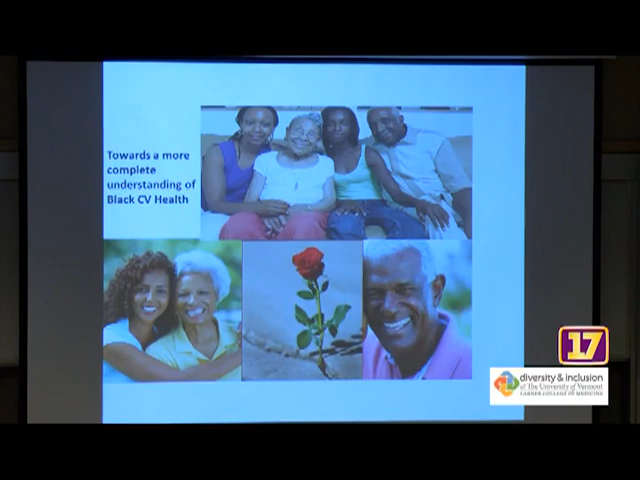 Towards a more
complete
understanding of
Black CV Health
17
diversity & inclusion
at The University of Vermont
LARNER COLLEGE OF MEDICINE